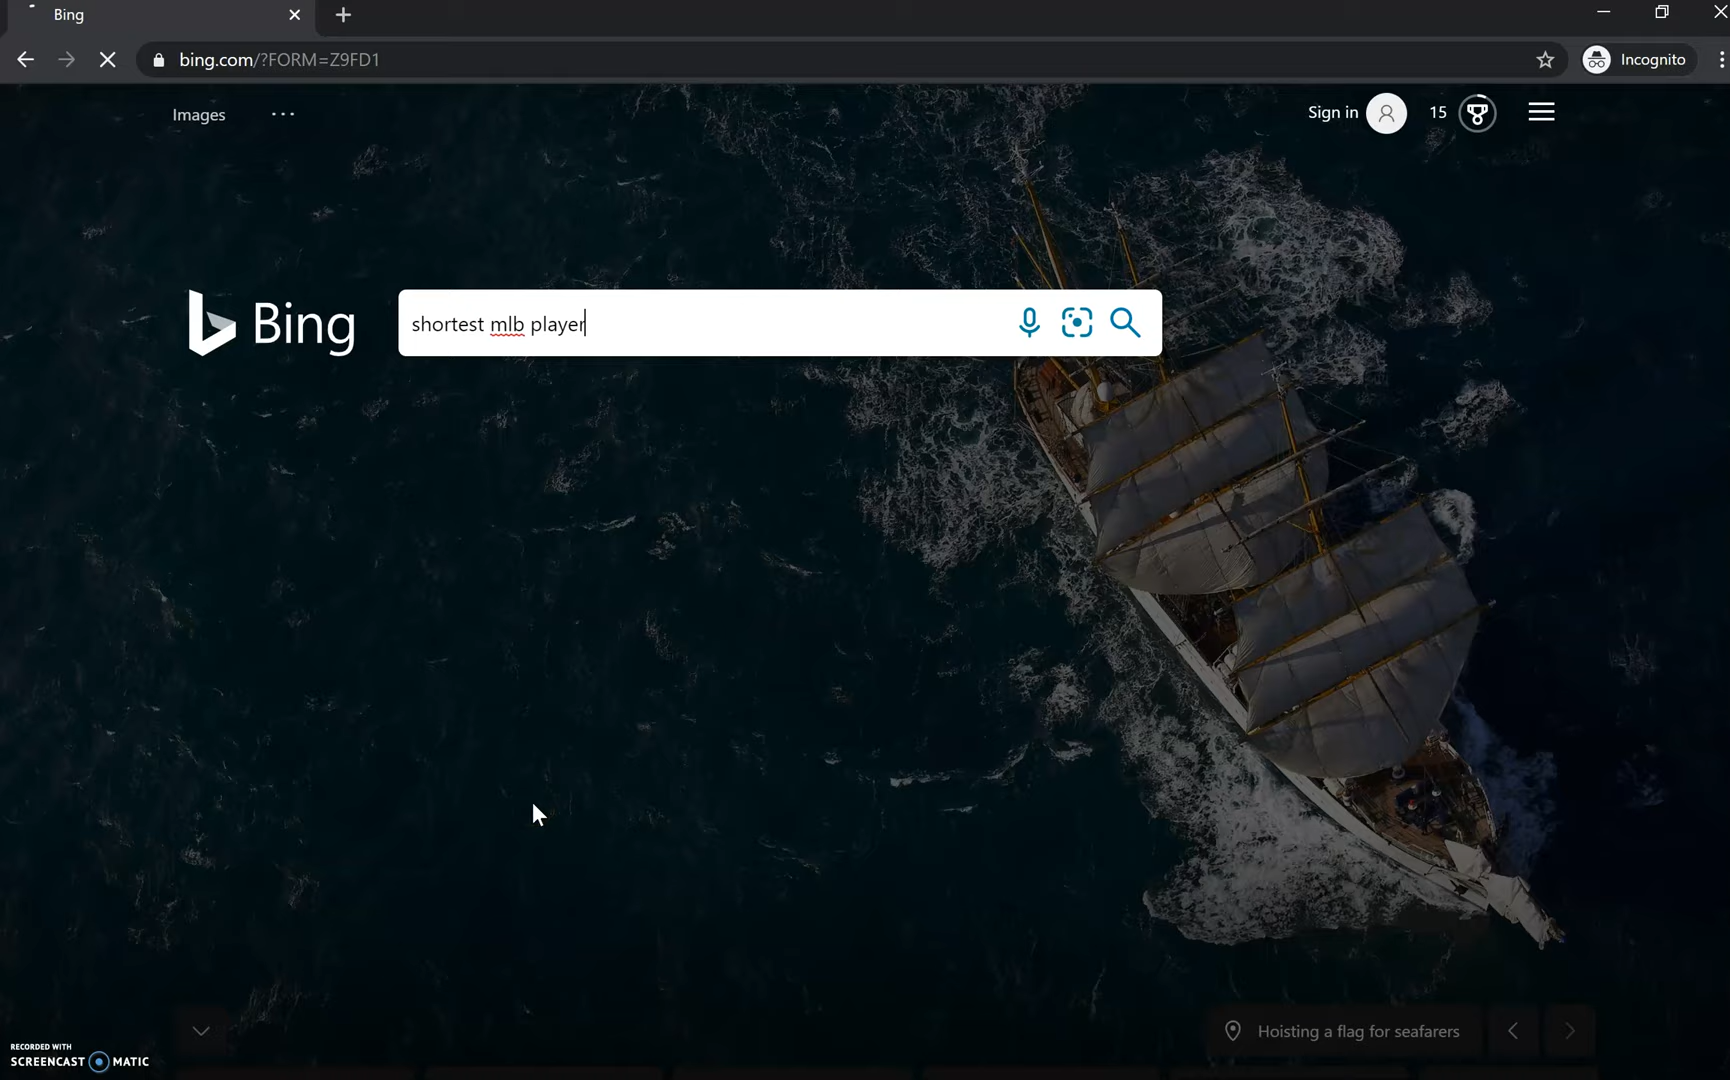 Bing
bing.com/?FORM=Z9FD1
Incognito
Images
Sign in
15
Bing
shortest mlb player
Hoisting a flag for seafarers
RECORDED WITH
SCREENCAST MATIC